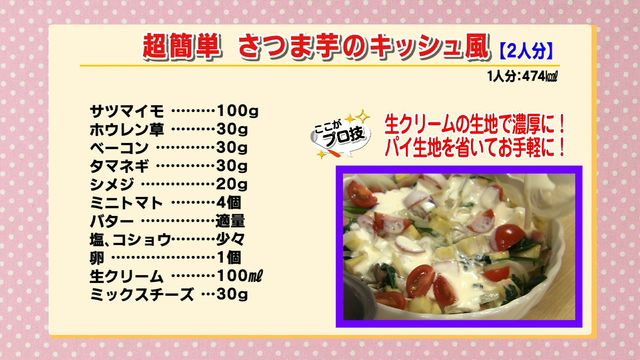 超簡単 さつま芋のキッシュ風【2人分】
1人分:474㎉
サツマイモ ………100g
ホウレン草 ………30g
ベーコン …………30g
タマネギ …………30g
シメジ ……………20g
ミニトマト ………4個
バター ……………適量
塩、コショウ………少々
卵 …………………1個
生クリーム ………100㎖
ミックスチーズ …30g
ここが
プロ技
生クリームの生地で濃厚に!
パイ生地を省いてお手軽に!